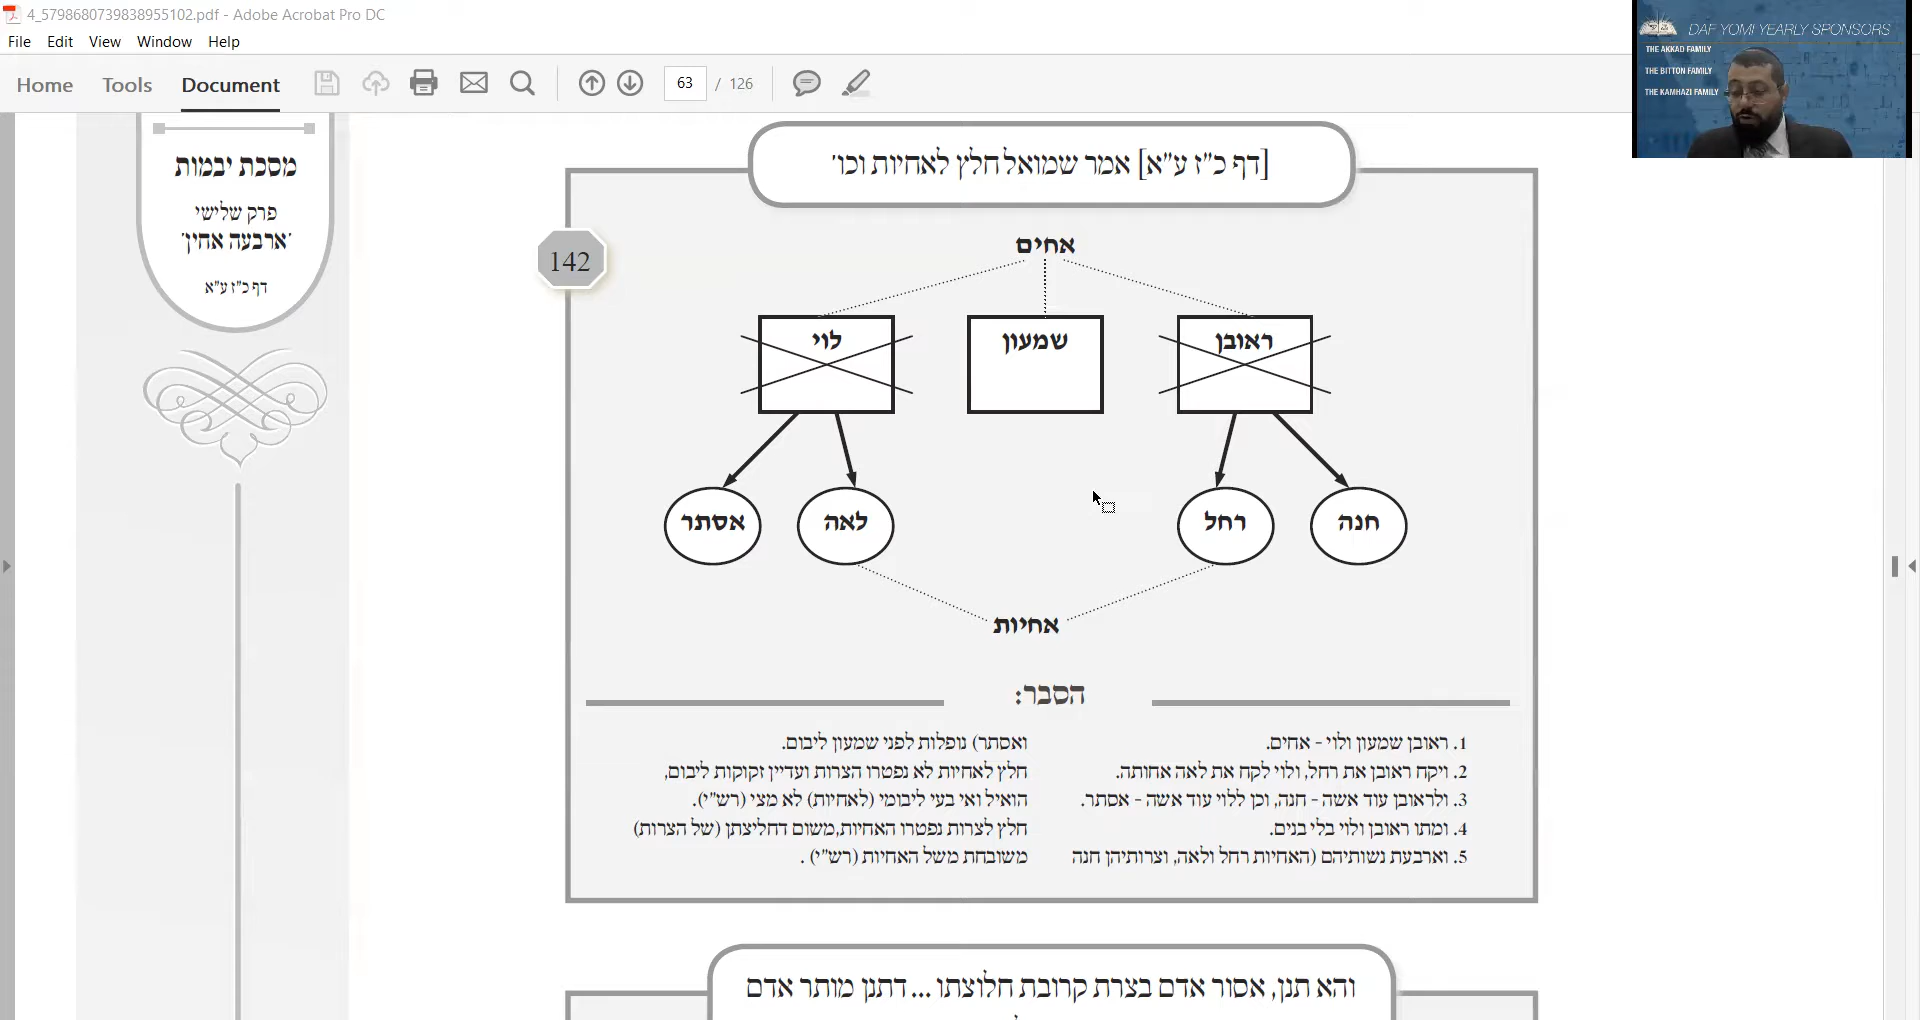 4_5798680739838955102.pdf - Adobe Acrobat Pro DC
File Edit View Window Help
Home Tools Document 63 / 126
DAF YOMI YEARLY SPONSORS
THE AKKAD FAMILY
THE BITTON FAMILY
THE KAMHAZI FAMILY
מסכת יבמות
פרק שלישי
'ארבעה אחין'
דף כ"ז ע"א
[דף כ"ז ע"א] אמר שמואל חלץ לאחיות וכו'
142
אחים
ראובן שמעון לוי
חנה רחל לאה אסתר
אחיות
הסבר:
1. ראובן שמעון ולוי - אחים.
2. ויקח ראובן את רחל, ולוי לקח את לאה אחותה.
3. ולראובן עוד אשה - חנה, וכן ללוי עוד אשה - אסתר.
4. ומתו ראובן ולוי בלי בנים.
5. וארבעת נשותיהם (האחיות רחל ולאה, וצרותיהן חנה
ואסתר) נופלות לפני שמעון ליבום.
חלץ לאחיות לא נפטרו הצרות ועדיין זקוקות ליבום,
הואיל ואי בעי ליבומי (לאחיות) לא מצי (רש"י).
חלץ לצרות נפטרו האחיות,משום דחליצתן (של הצרות)
משובחת משל האחיות (רש"י) .
והא תנן, אסור אדם בצרת קרובת חלוצתו ... דתנן מותר אדם